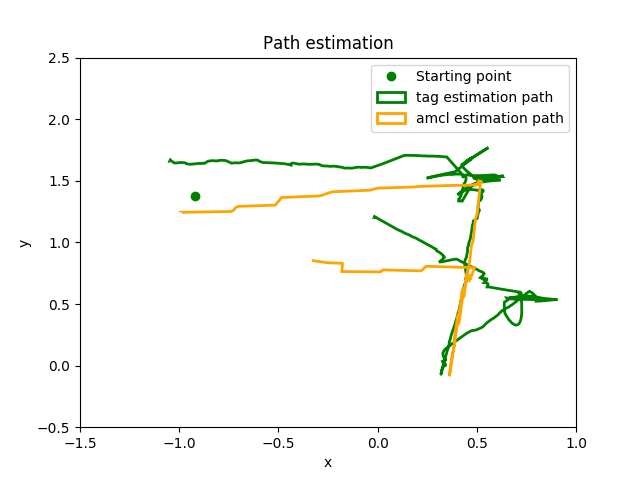 Path estimation
Starting point
tag estimation path
amcl estimation path
2.5
2.0
1.5
1.0
0.5
0.0
−0.5
y
−1.5
−1.0
−0.5
0.0
0.5
1.0
x